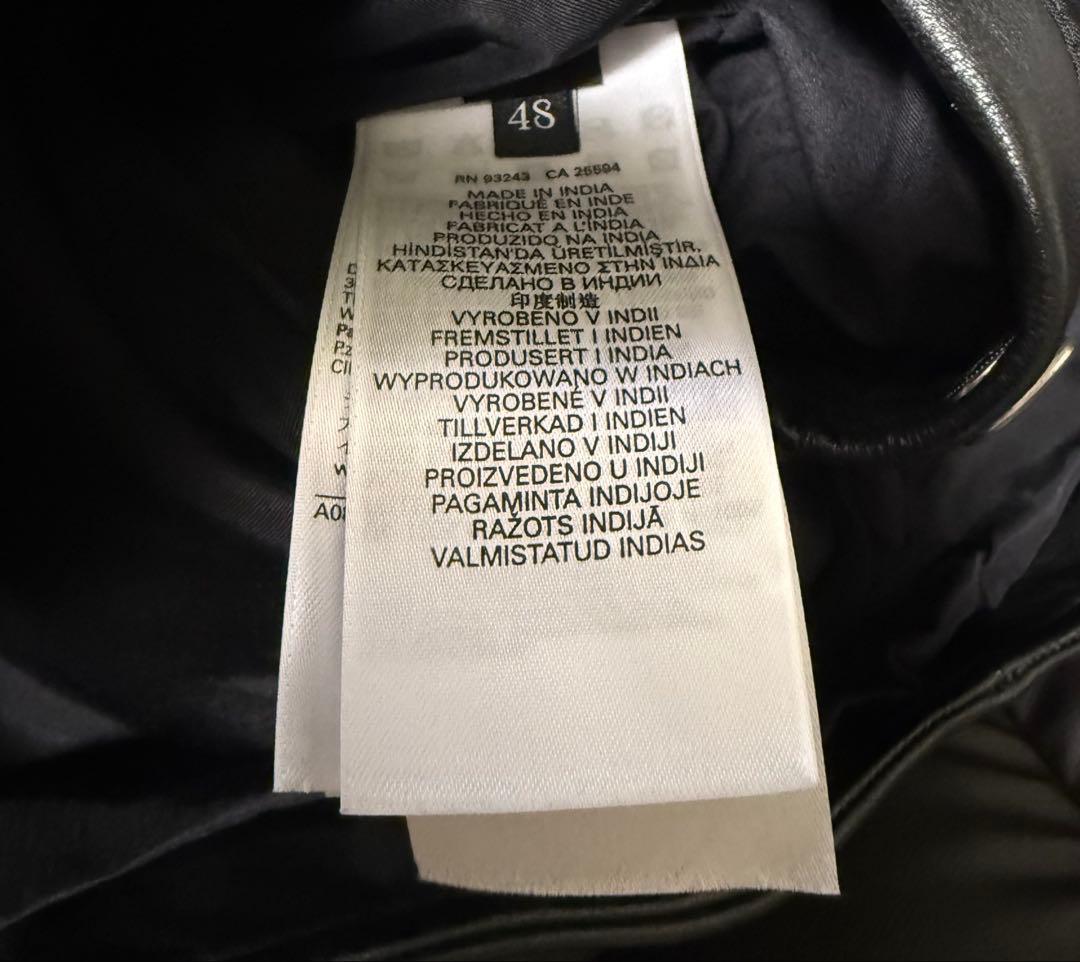 48
RN 93243 CA 25594
MADE IN INDIA
FABRIQUÉ EN INDE
HECHO EN INDIA
FABRICAT A L'ÍNDIA
PRODUZIDO NA INDIA
HİNDİSTAN'DA ÜRETİLMİŞTİR.
ΚΑΤΑΣΚΕΥΑΣΜΕΝΟ ΣΤΗΝ ΙΝΔΙΑ
СДЕЛАНО В ИНДИИ
印度制造
VYROBENO V INDII
FREMSTILLET I INDIEN
PRODUSERT I INDIA
WYPRODUKOWANO W INDIACH
VYROBENÉ V INDII
TILLVERKAD I INDIEN
IZDELANO V INDIJI
PROIZVEDENO U INDIJI
PAGAMINTA INDIJOJE
RAŽOTS INDIJĀ
VALMISTATUD INDIAS